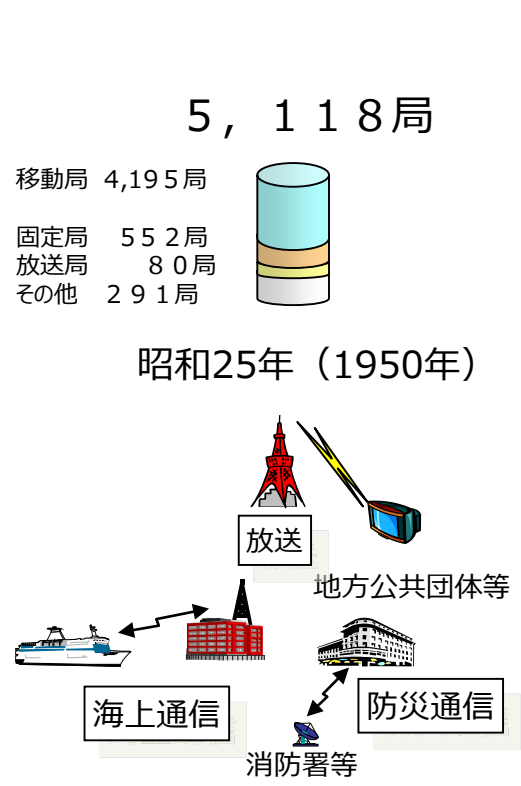 ５，１１８局
移動局 4,19５局
固定局 ５５２局
放送局 ８０局
その他 ２９１局
昭和25年（1950年）
放送
地方公共団体等
海上通信
防災通信
消防署等